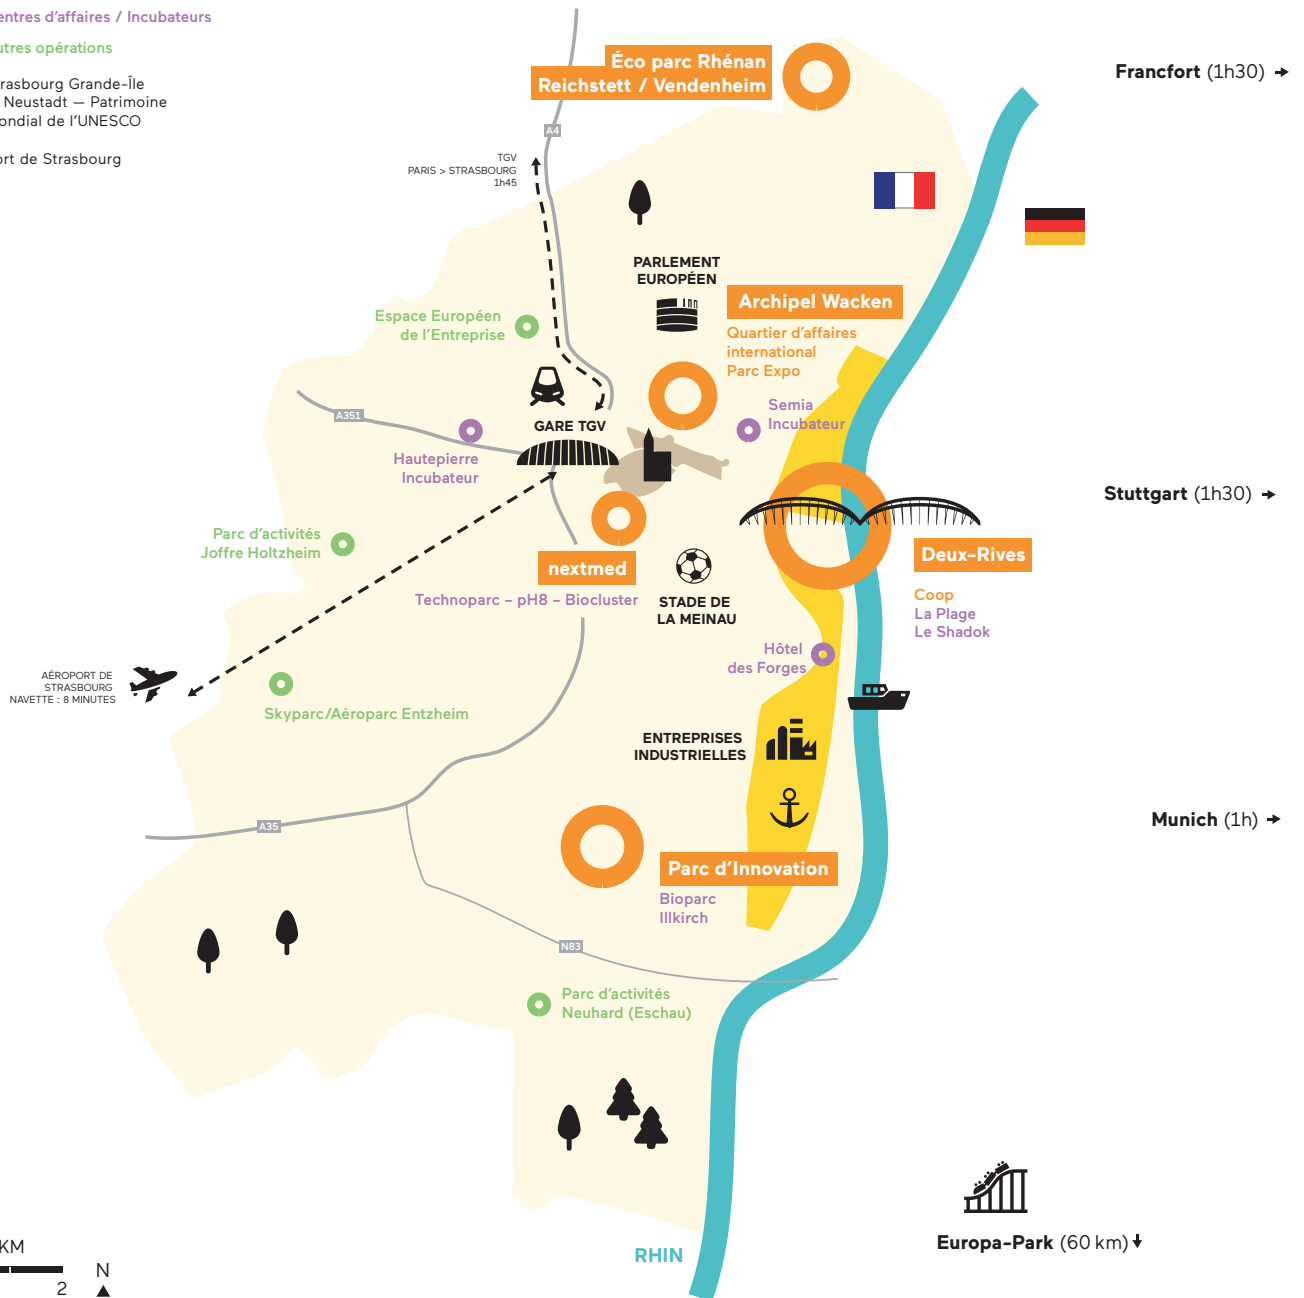 entres d'affaires / Incubateurs
utres opérations
rasbourg Grande-Île
Neustadt — Patrimoine
ondial de l'UNESCO
ort de Strasbourg
Éco parc Rhénan
Reichstett / Vendenheim
Francfort (1h30)
A4
TGV
PARIS > STRASBOURG
1h45
PARLEMENT
EUROPÉEN
Archipel Wacken
Quartier d'affaires
international
Parc Expo
Espace Européen
de l'Entreprise
A351
Semia
Incubateur
GARE TGV
Hautepierre
Incubateur
Stuttgart (1h30)
Parc d'activités
Joffre Holtzheim
nextmed
Technoparc – pH8 – Biocluster
STADE DE
LA MEINAU
Deux-Rives
Coop
La Plage
Le Shadok
Hôtel
des Forges
AÉROPORT DE
STRASBOURG
NAVETTE : 8 MINUTES
Skyparc/Aéroparc Entzheim
ENTREPRISES
INDUSTRIELLES
A35
Munich (1h)
Parc d'Innovation
Bioparc
Illkirch
N83
Parc d'activités
Neuhard (Eschau)
Europa-Park (60 km)
RHIN
KM
2
N